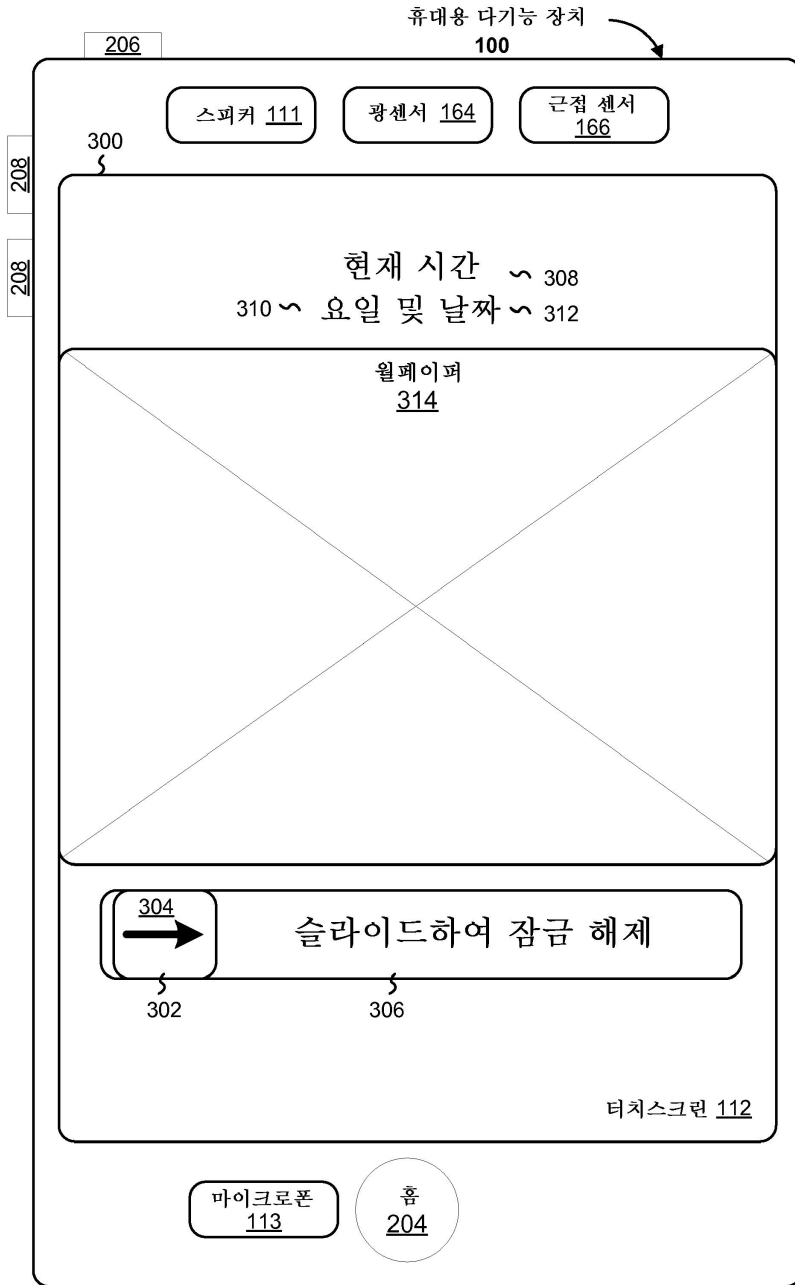 휴대용 다기능 장치
100
206
스피커 111
광센서 164
근접 센서
166
208
208
300
현재 시간 308
310 요일 및 날짜 312
월페이퍼
314
304
슬라이드하여 잠금 해제
302
306
터치스크린 112
마이크로폰
113
홈
204